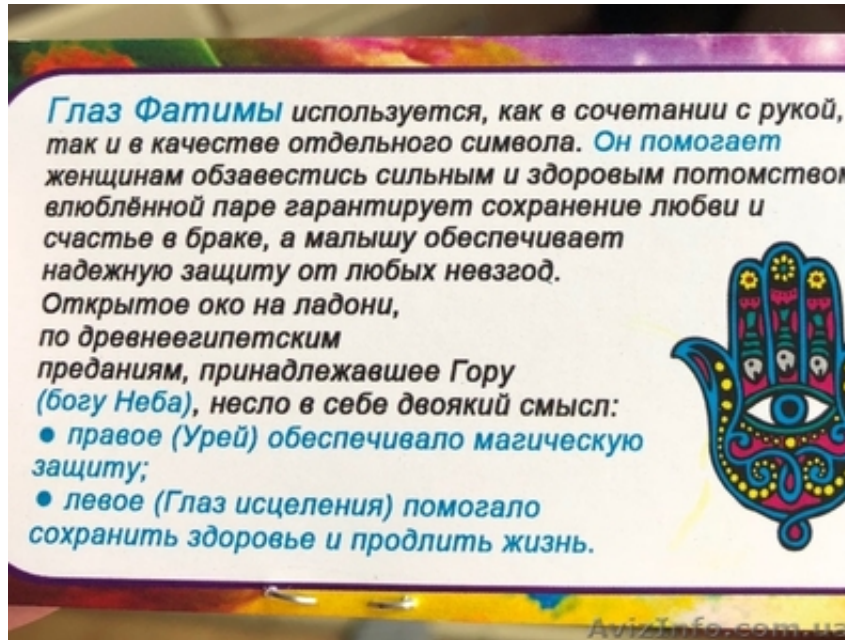 Глаз Фатимы используется, как в сочетании с рукой,
так и в качестве отдельного символа. Он помогает
женщинам обзавестись сильным и здоровым потомством
влюблённой паре гарантирует сохранение любви и
счастье в браке, а малышу обеспечивает
надежную защиту от любых невзгод.
Открытое око на ладони,
по древнеегипетским
преданиям, принадлежавшее Гору
(богу Неба), несло в себе двоякий смысл:
• правое (Урей) обеспечивало магическую
защиту;
• левое (Глаз исцеления) помогало
сохранить здоровье и продлить жизнь.
AvizInfo.com.ua